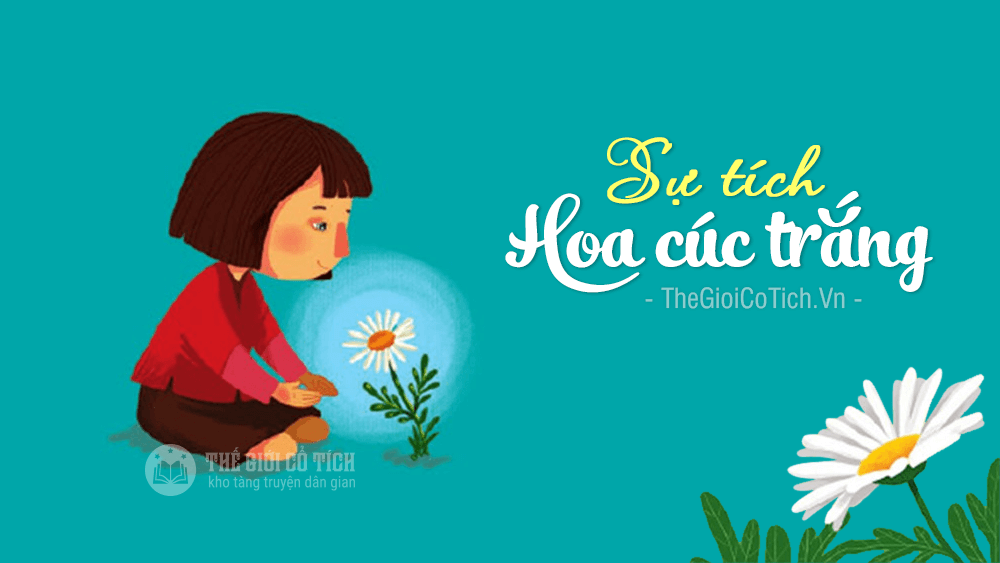 Sự tích
Hoa cúc trắng
- TheGioiCoTich.Vn -
THẾ GIỚI CỔ TÍCH
kho tàng truyện dân gian